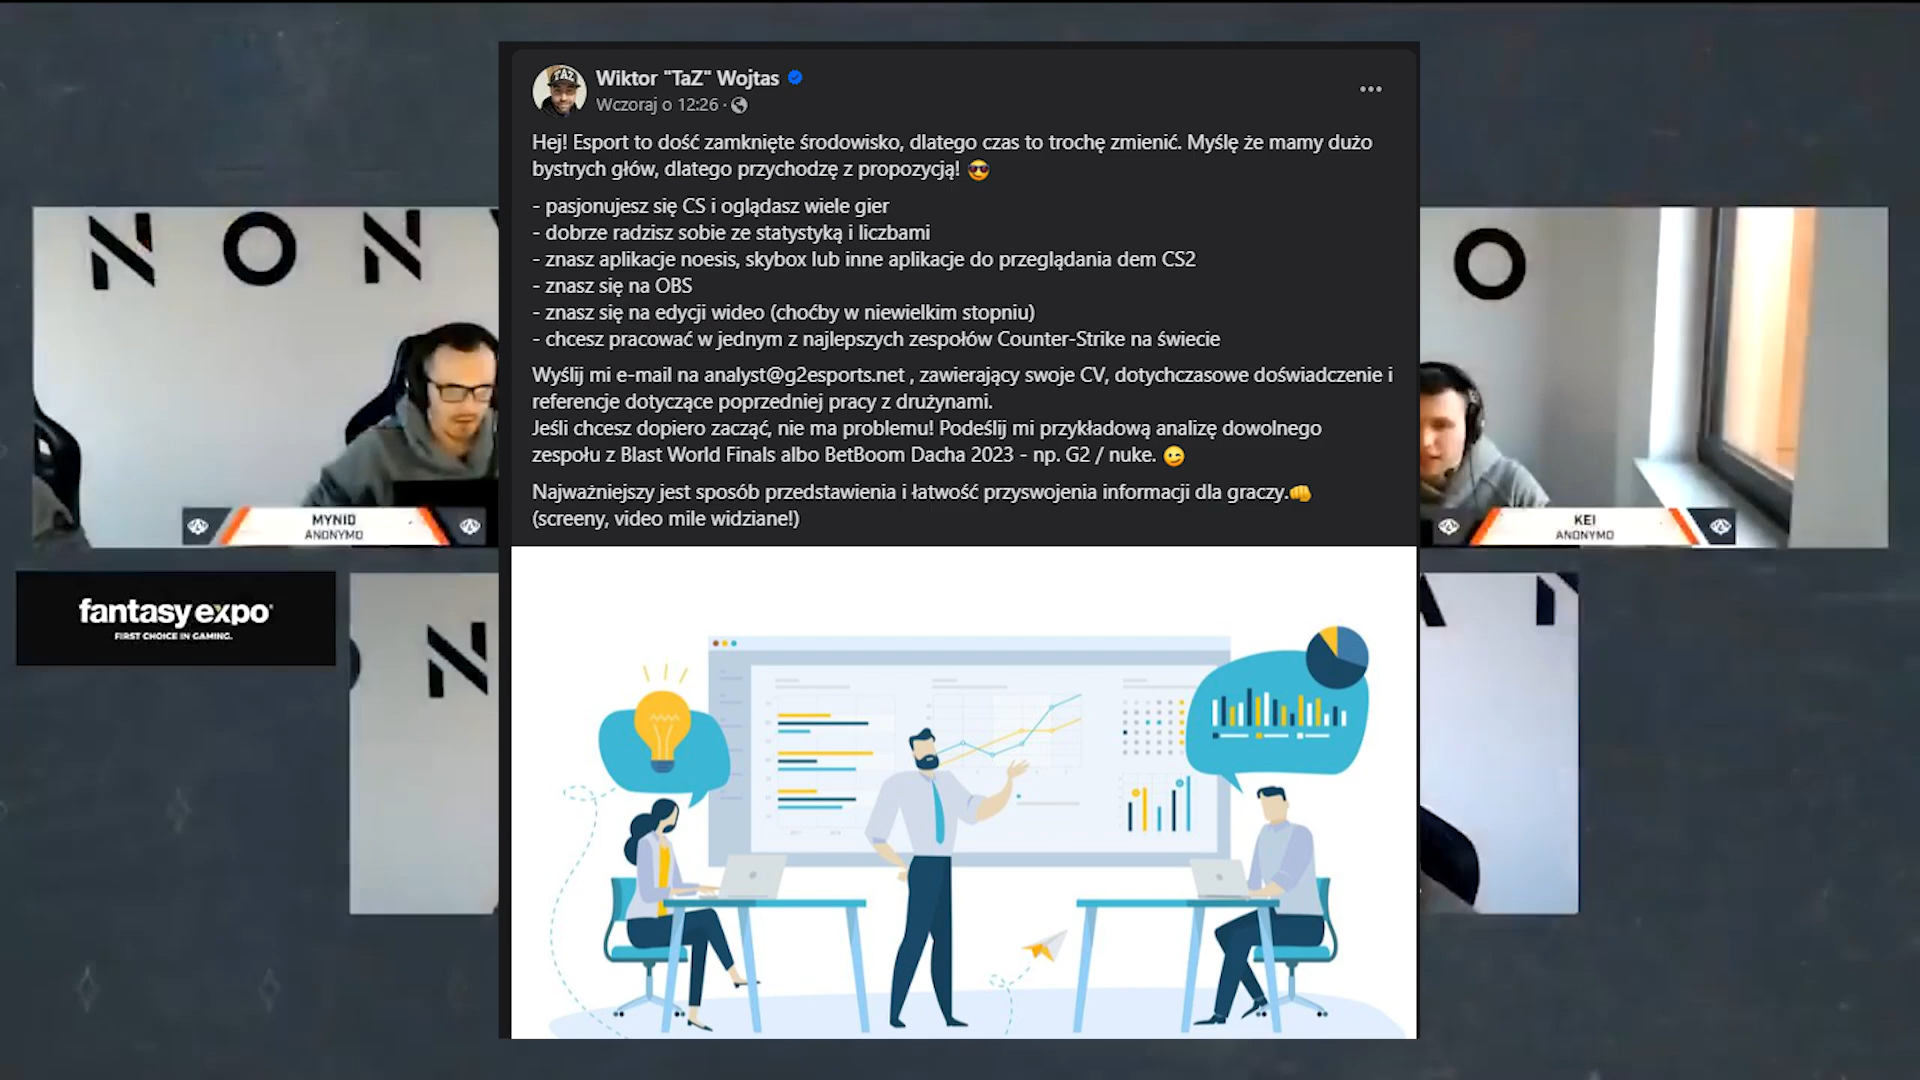 Wiktor "TaZ" Wojtas
Wczoraj o 12:26 ·
Hej! Esport to dość zamknięte środowisko, dlatego czas to trochę zmienić. Myślę że mamy dużo
bystrych głów, dlatego przychodzę z propozycją! 😎
- pasjonujesz się CS i oglądasz wiele gier
- dobrze radzisz sobie ze statystyką i liczbami
- znasz aplikacje noesis, skybox lub inne aplikacje do przeglądania dem CS2
- znasz się na OBS
- znasz się na edycji wideo (choćby w niewielkim stopniu)
- chcesz pracować w jednym z najlepszych zespołów Counter-Strike na świecie
Wyślij mi e-mail na analyst@g2esports.net , zawierający swoje CV, dotychczasowe doświadczenie i
referencje dotyczące poprzedniej pracy z drużynami.
Jeśli chcesz dopiero zacząć, nie ma problemu! Podeślij mi przykładową analizę dowolnego
zespołu z Blast World Finals albo BetBoom Dacha 2023 - np. G2 / nuke. 😉
Najważniejszy jest sposób przedstawienia i łatwość przyswojenia informacji dla graczy.👊
(screeny, video mile widziane!)
TAZ
N O N
O
MYNIO
ANONYMO
KEI
ANONYMO
fantasyexpo
FIRST CHOICE IN GAMING.
N